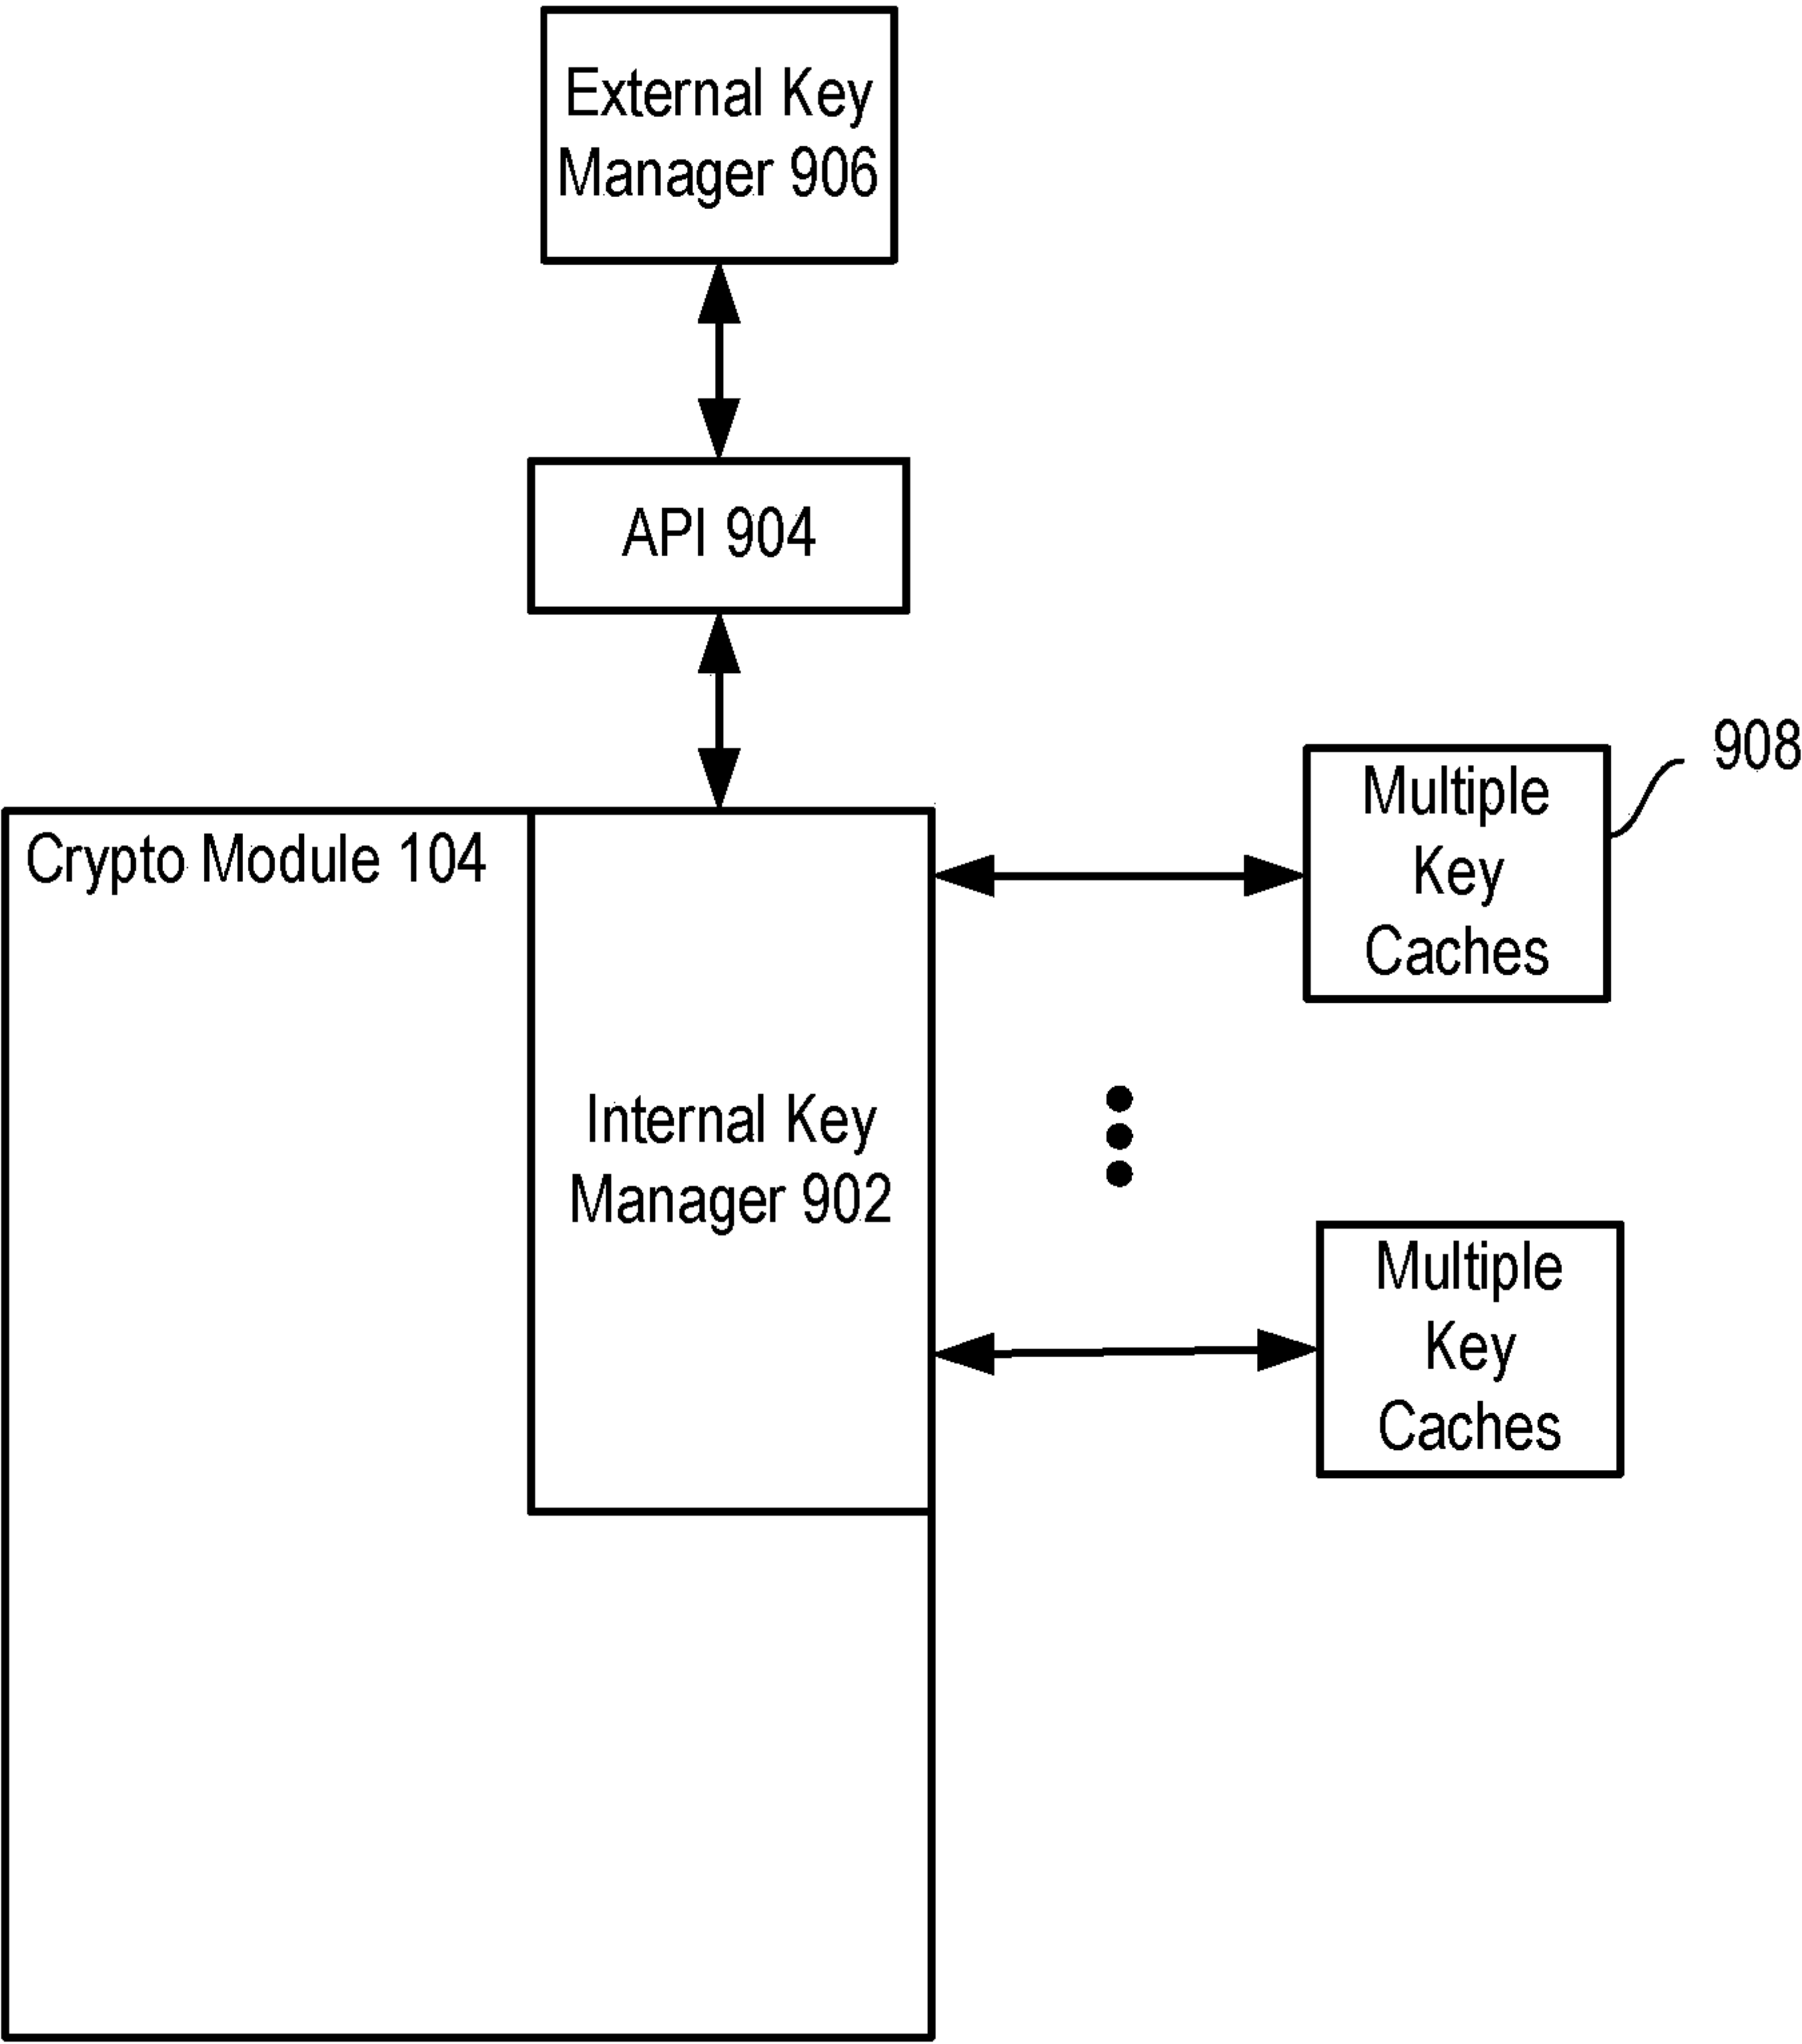 External Key
Manager 906
API 904
908
Multiple
Key
Caches
Crypto Module 104
Internal Key
Manager 902
Multiple
Key
Caches